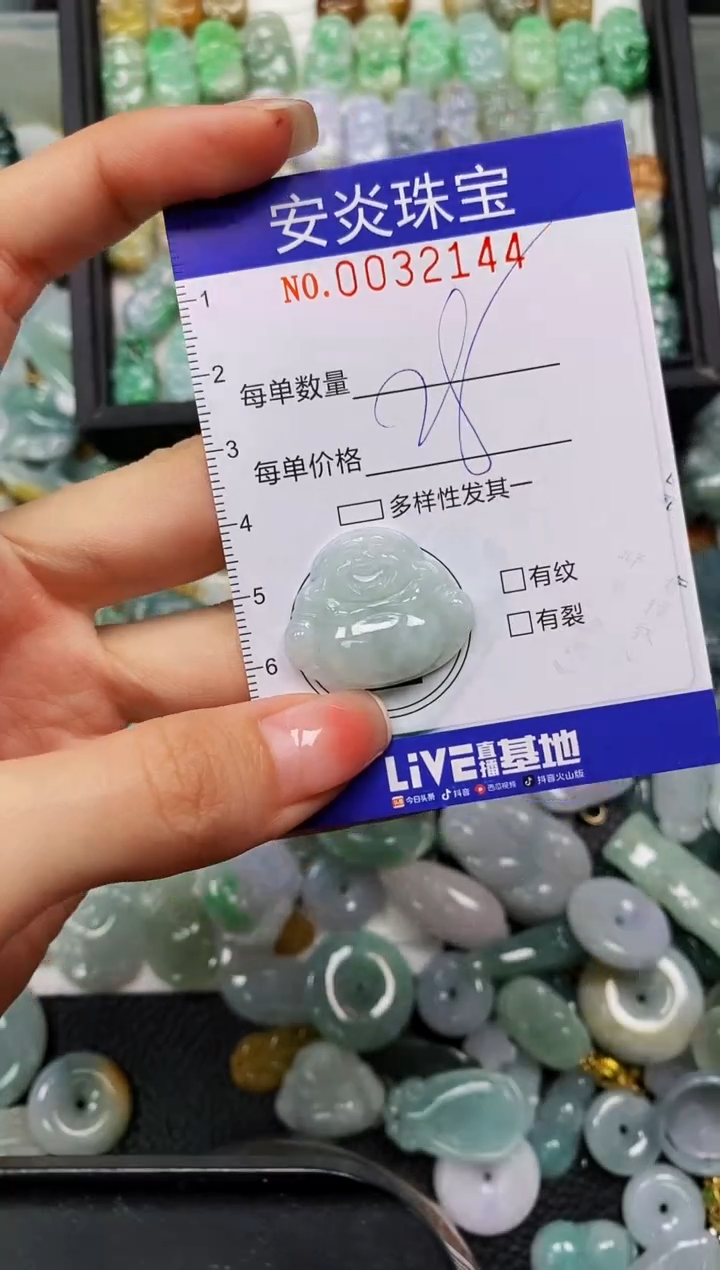 安炎珠宝
NO.0032144
1
2
每单数量
3
每单价格
4
多样性发其一
5
有纹
有裂
6
LiVE直播基地
今日头条 抖音 西瓜视频 抖音火山版